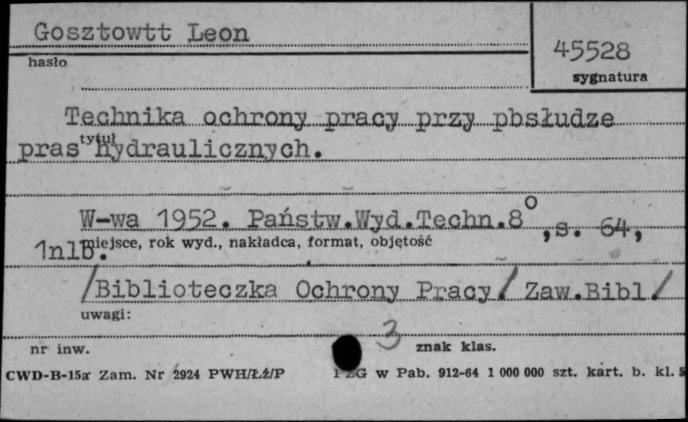 Gosztowtt Leon
45528
hasło
sygnatura
Technika ochrony pracy przy pbsłudze
tytuł
pras hydraulicznych.
W-wa 1952. Państw.Wyd.Techn.8°,s. 64,
miejsce, rok wyd., nakładca, format, objętość
1nlb.
/Biblioteczka Ochrony Pracy/ Zaw.Bibl/
uwagi:
3
nr inw.
znak klas.
CWD-B-15a Zam. Nr 2924 PWH/Łź/P
w Pab. 912-64 1 000 000 szt. kart. b. kl. 5